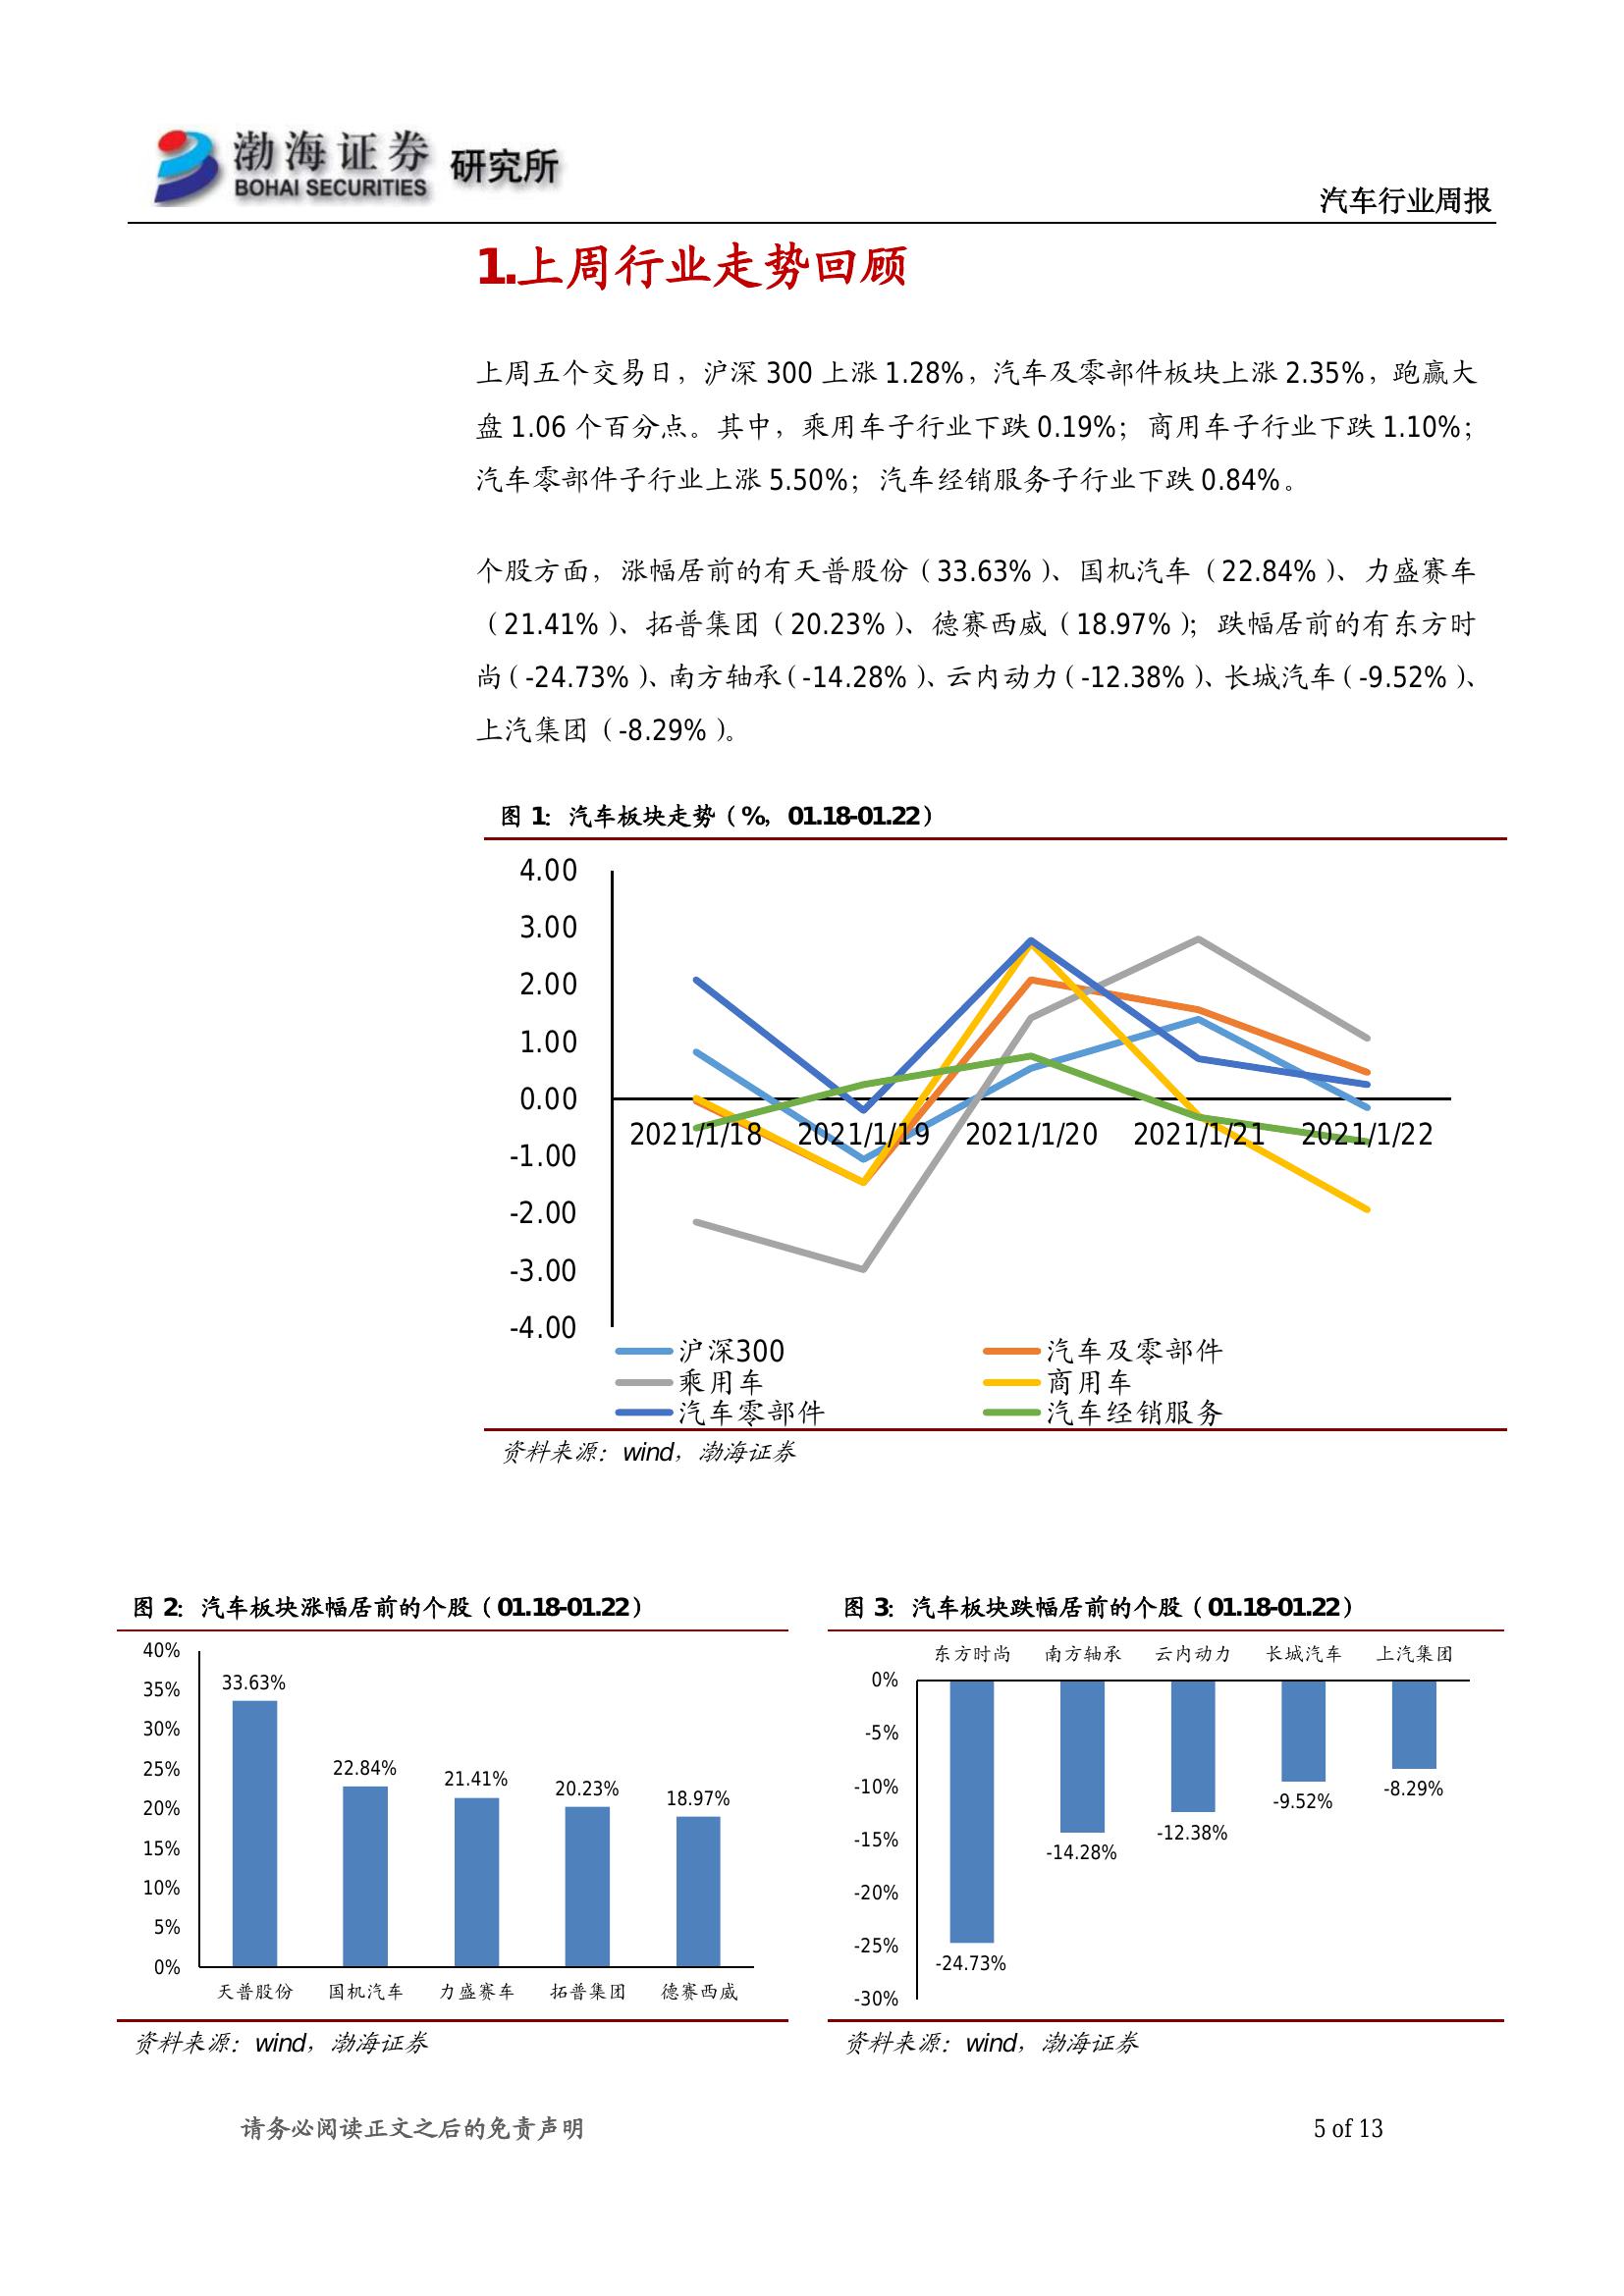 渤海证券 研究所
BOHAI SECURITIES
汽车行业周报
1.上周行业走势回顾
上周五个交易日，沪深 300 上涨 1.28%，汽车及零部件板块上涨 2.35%，跑赢大
盘 1.06 个百分点。其中，乘用车子行业下跌 0.19%；商用车子行业下跌 1.10%；
汽车零部件子行业上涨 5.50%；汽车经销服务子行业下跌 0.84%。
个股方面，涨幅居前的有天普股份（33.63%）、国机汽车（22.84%）、力盛赛车
（21.41%）、拓普集团（20.23%）、德赛西威（18.97%）；跌幅居前的有东方时
尚（-24.73%）、南方轴承（-14.28%）、云内动力（-12.38%）、长城汽车（-9.52%）、
上汽集团（-8.29%）。
图 1：汽车板块走势（%，01.18-01.22）
4.00
3.00
2.00
1.00
0.00
-1.00
-2.00
-3.00
-4.00
2021/1/18 2021/1/19 2021/1/20 2021/1/21 2021/1/22
沪深300 汽车及零部件
乘用车 商用车
汽车零部件 汽车经销服务
资料来源：wind，渤海证券
图 2：汽车板块涨幅居前的个股（01.18-01.22）
40%
35%
30%
25%
20%
15%
10%
5%
0%
33.63%
22.84%
21.41%
20.23%
18.97%
天普股份 国机汽车 力盛赛车 拓普集团 德赛西威
资料来源：wind，渤海证券
图 3：汽车板块跌幅居前的个股（01.18-01.22）
东方时尚 南方轴承 云内动力 长城汽车 上汽集团
0%
-5%
-10%
-15%
-20%
-25%
-30%
-24.73%
-14.28%
-12.38%
-9.52%
-8.29%
资料来源：wind，渤海证券
请务必阅读正文之后的免责声明 5 of 13